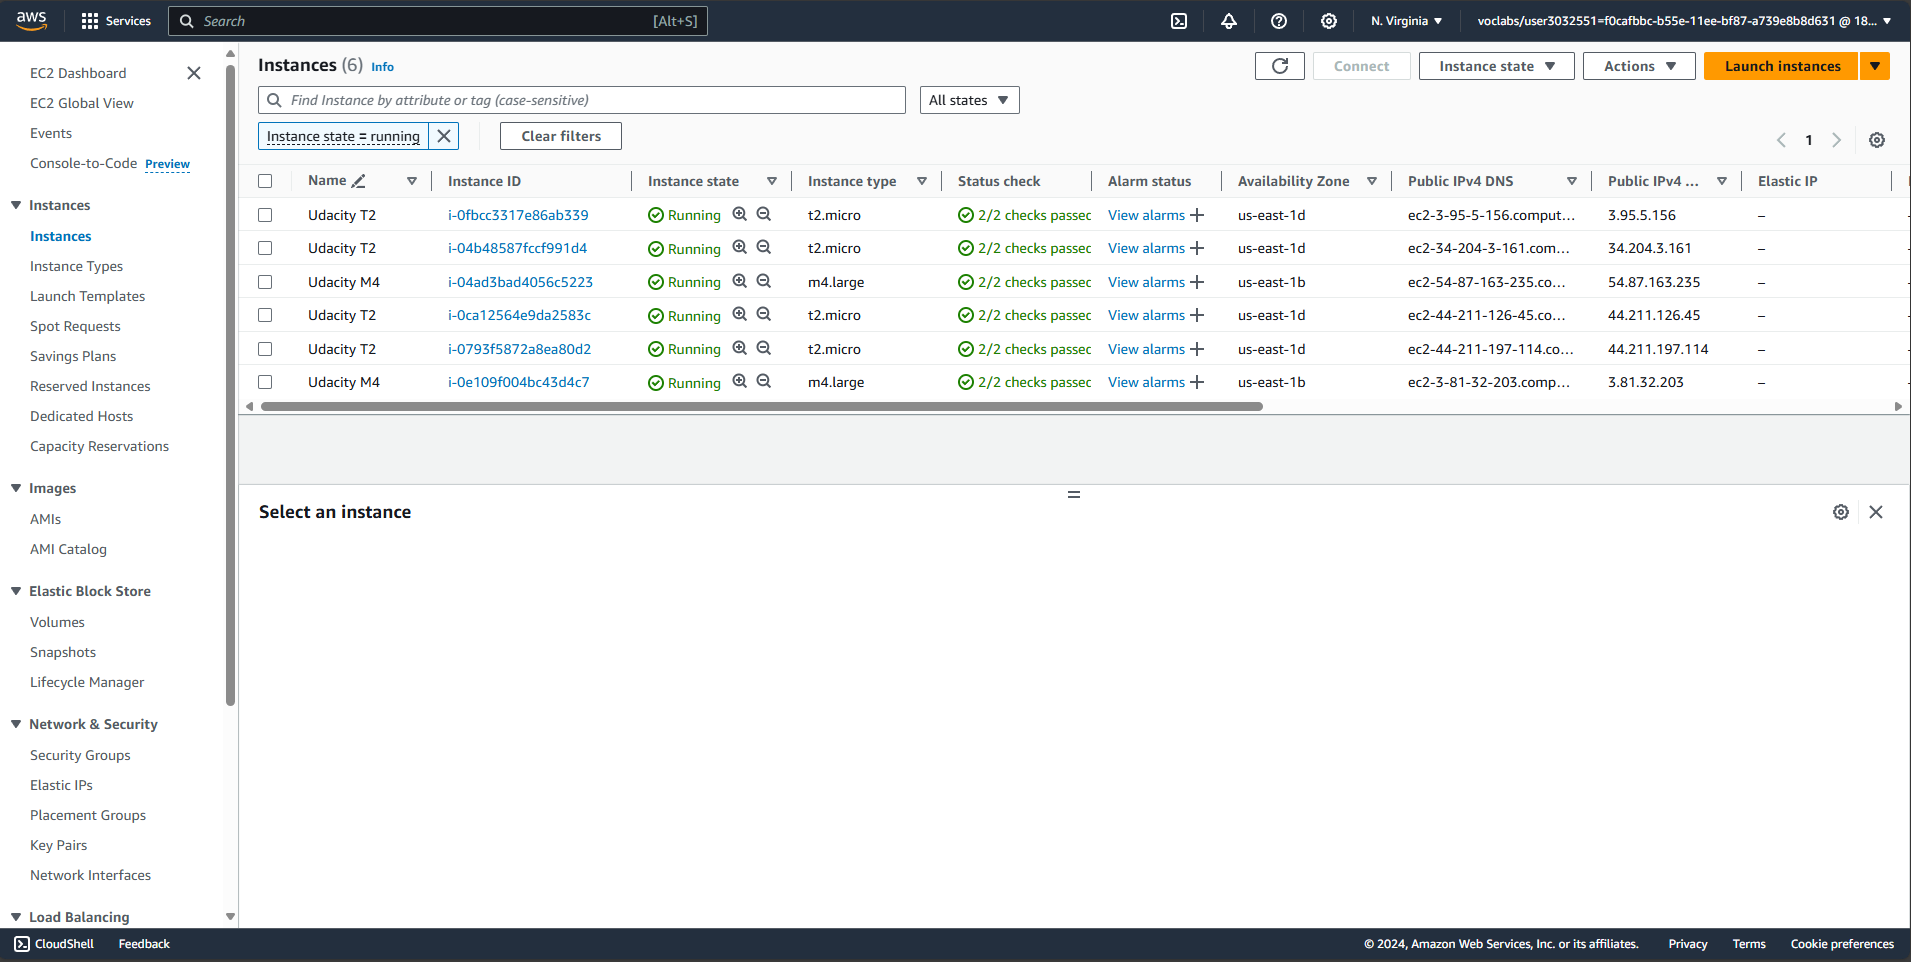 aws Services Search [Alt+S] N. Virginia voclabs/user3032551=f0cafbbc-b55e-11ee-bf87-a739e8b8d631 @ 18...
EC2 Dashboard
EC2 Global View
Events
Console-to-Code Preview
Instances
Instances
Instance Types
Launch Templates
Spot Requests
Savings Plans
Reserved Instances
Dedicated Hosts
Capacity Reservations
Images
AMIs
AMI Catalog
Elastic Block Store
Volumes
Snapshots
Lifecycle Manager
Network & Security
Security Groups
Elastic IPs
Placement Groups
Key Pairs
Network Interfaces
Load Balancing
Instances (6) Info Connect Instance state Actions Launch instances
Find Instance by attribute or tag (case-sensitive) All states
Instance state = running Clear filters 1
Name Instance ID Instance state Instance type Status check Alarm status Availability Zone Public IPv4 DNS Public IPv4 ... Elastic IP
Udacity T2 i-0fbcc3317e86ab339 Running t2.micro 2/2 checks passed View alarms us-east-1d ec2-3-95-5-156.comput... 3.95.5.156 –
Udacity T2 i-04b48587fccf991d4 Running t2.micro 2/2 checks passed View alarms us-east-1d ec2-34-204-3-161.com... 34.204.3.161 –
Udacity M4 i-04ad3bad4056c5223 Running m4.large 2/2 checks passed View alarms us-east-1b ec2-54-87-163-235.co... 54.87.163.235 –
Udacity T2 i-0ca12564e9da2583c Running t2.micro 2/2 checks passed View alarms us-east-1d ec2-44-211-126-45.co... 44.211.126.45 –
Udacity T2 i-0793f5872a8ea80d2 Running t2.micro 2/2 checks passed View alarms us-east-1d ec2-44-211-197-114.co... 44.211.197.114 –
Udacity M4 i-0e109f004bc43d4c7 Running m4.large 2/2 checks passed View alarms us-east-1b ec2-3-81-32-203.comp... 3.81.32.203 –
Select an instance
CloudShell Feedback © 2024, Amazon Web Services, Inc. or its affiliates. Privacy Terms Cookie preferences